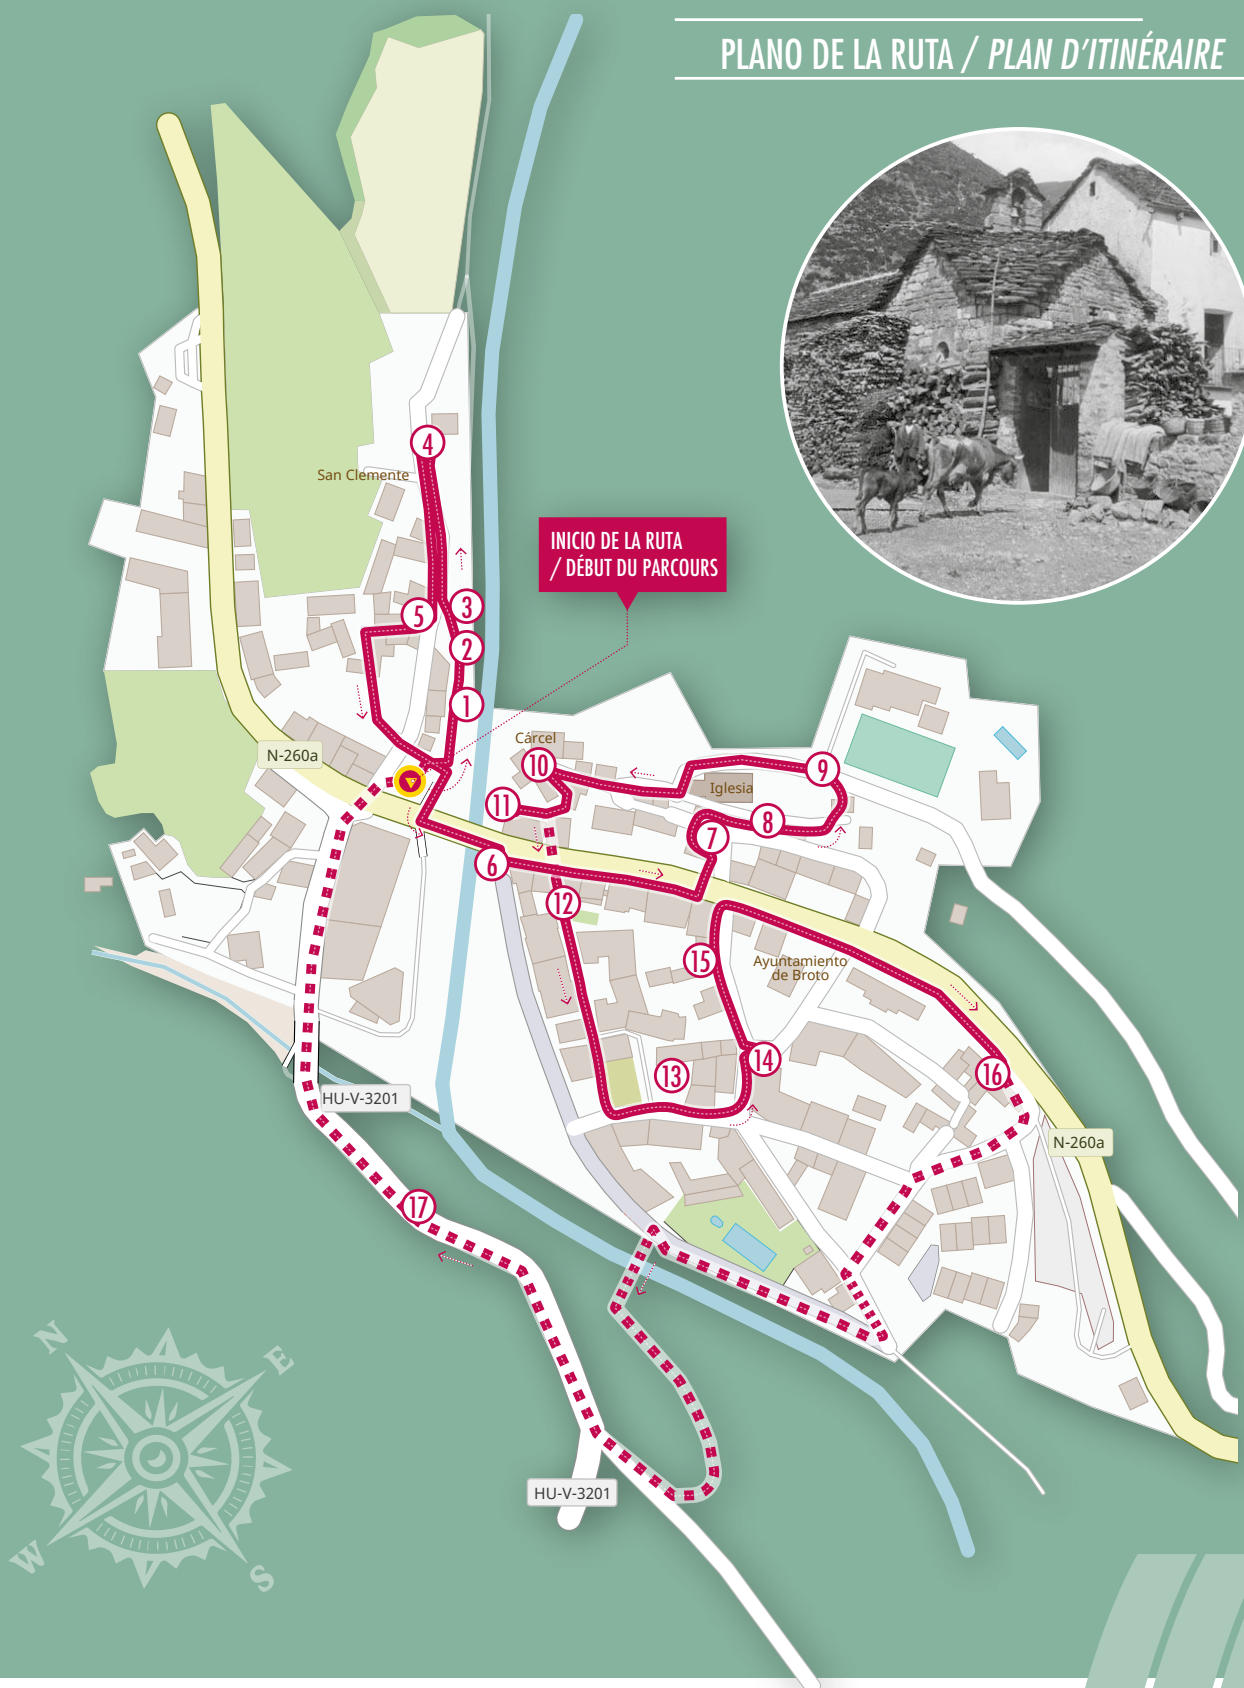 PLANO DE LA RUTA / PLAN D'ITINÉRAIRE
4
San Clemente
INICIO DE LA RUTA
/ DÉBUT DU PARCOURS
5
3
2
1
N-260a
Cárcel
10
9
Iglesia
11
8
7
6
12
15
Ayuntamiento
de Broto
14
13
16
HU-V-3201
N-260a
17
N
E
HU-V-3201
W
S